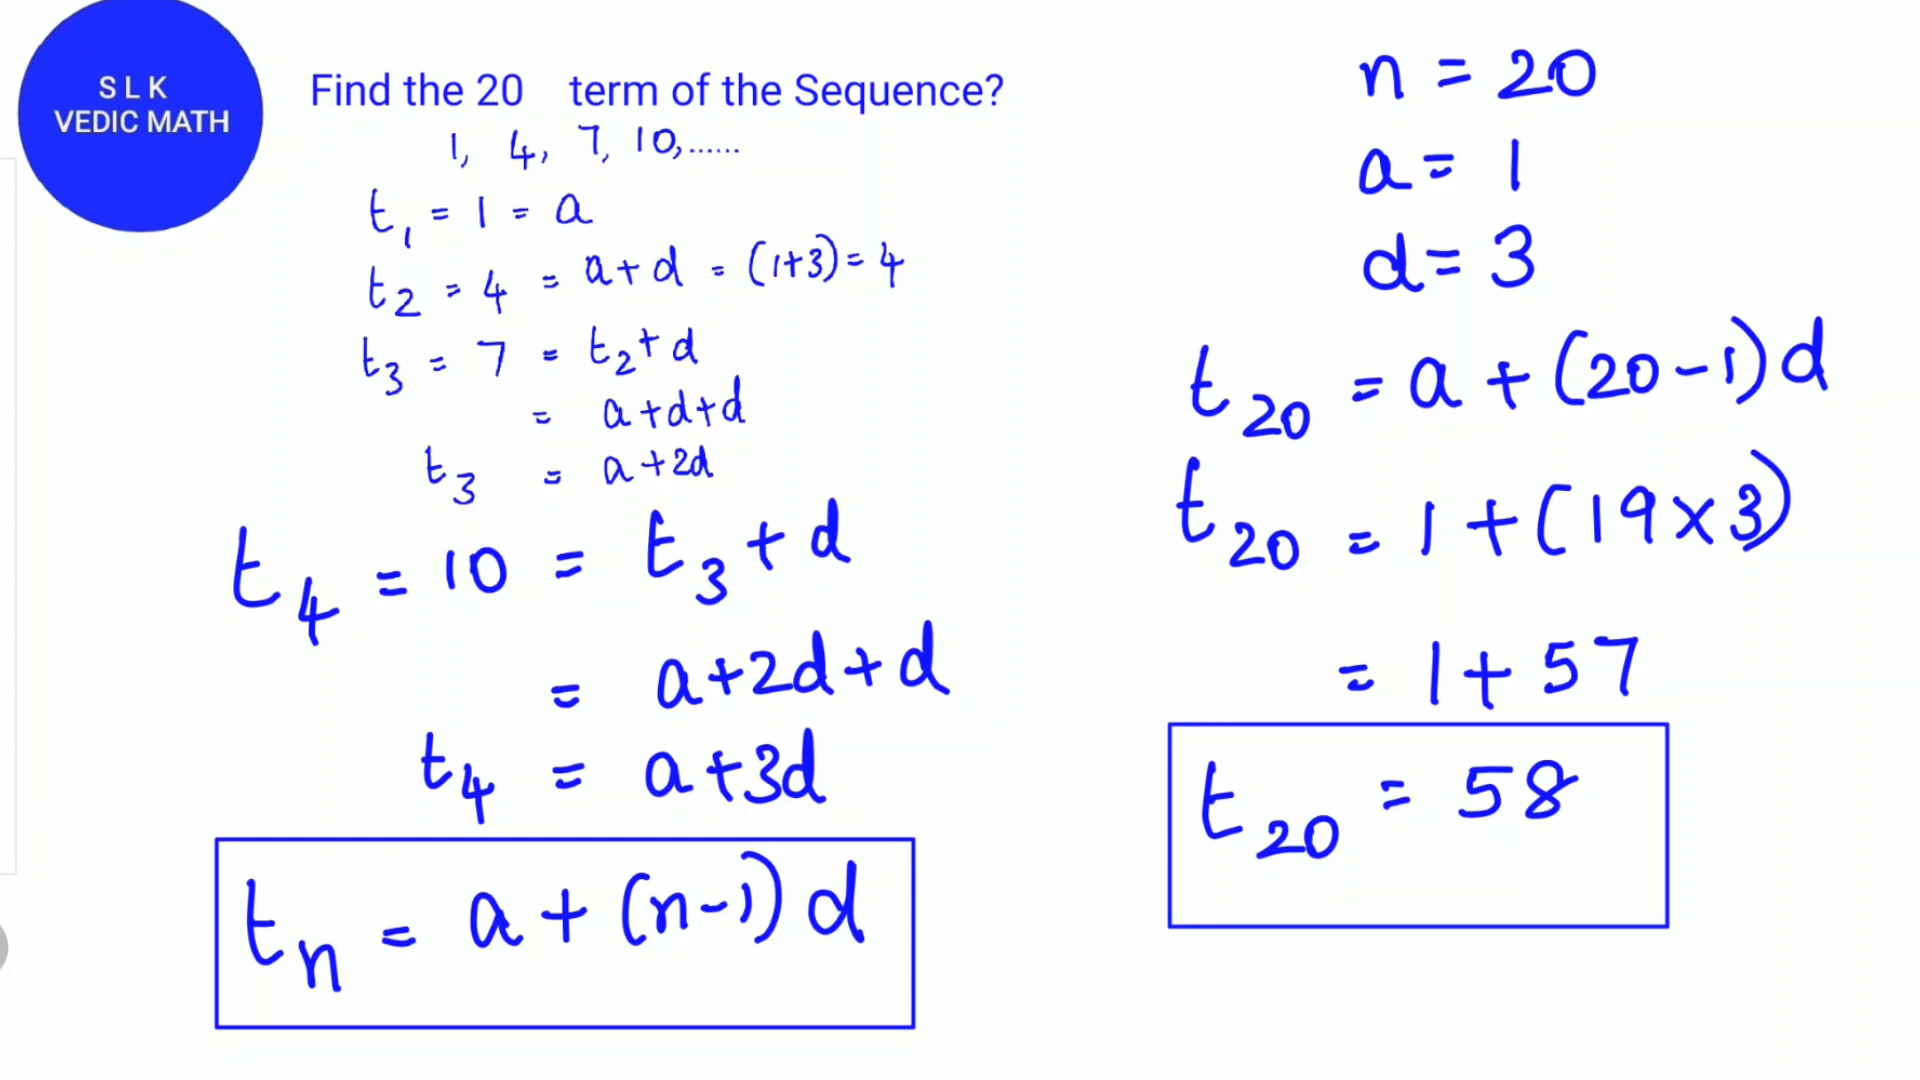 S L K
VEDIC MATH
Find the 20 term of the Sequence?
1, 4, 7, 10,......
t₁ = 1 = a
t₂ = 4 = a+d = (1+3) = 4
t₃ = 7 = t₂+d
= a+d+d
t₃ = a+2d
t₄ = 10 = t₃+d
= a+2d+d
t₄ = a+3d
tₙ = a+(n-1)d
n = 20
a = 1
d = 3
t₂₀ = a+(20-1)d
t₂₀ = 1+(19×3)
= 1+57
t₂₀ = 58